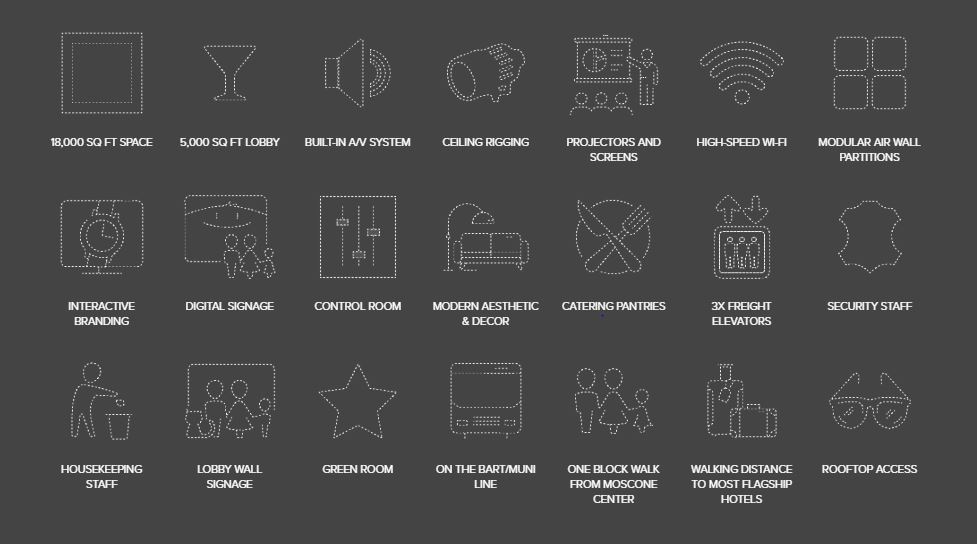 18,000 SQ FT SPACE
5,000 SQ FT LOBBY
BUILT-IN A/V SYSTEM
CEILING RIGGING
PROJECTORS AND
SCREENS
HIGH-SPEED WI-FI
MODULAR AIR WALL
PARTITIONS
INTERACTIVE
BRANDING
DIGITAL SIGNAGE
CONTROL ROOM
MODERN AESTHETIC
& DECOR
CATERING PANTRIES
3X FREIGHT
ELEVATORS
SECURITY STAFF
HOUSEKEEPING
STAFF
LOBBY WALL
SIGNAGE
GREEN ROOM
ON THE BART/MUNI
LINE
ONE BLOCK WALK
FROM MOSCONE
CENTER
WALKING DISTANCE
TO MOST FLAGSHIP
HOTELS
ROOFTOP ACCESS